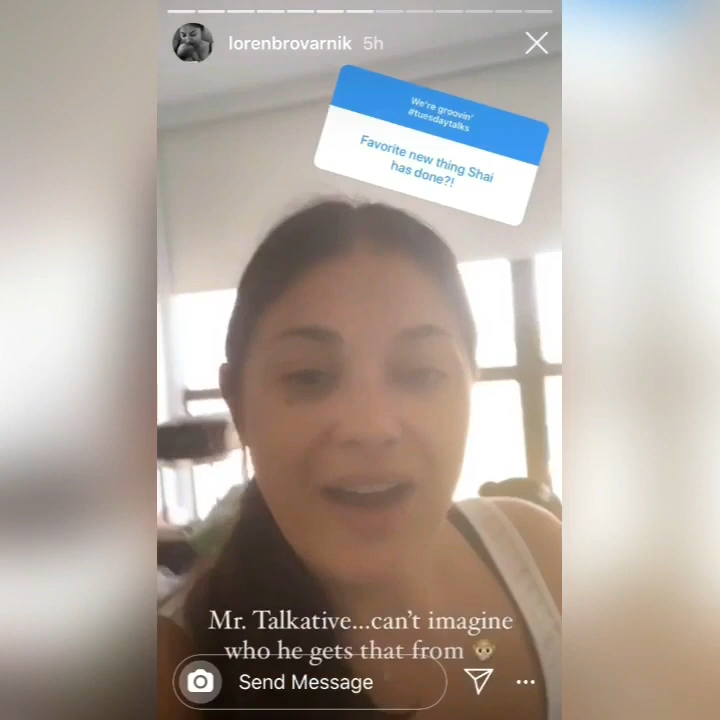 lorenbrovarnik 5h
We're groovin'
#tuesdaytalks
Favorite new thing Shai
has done?!
Mr. Talkative...can't imagine
who he gets that from 🙊
Send Message